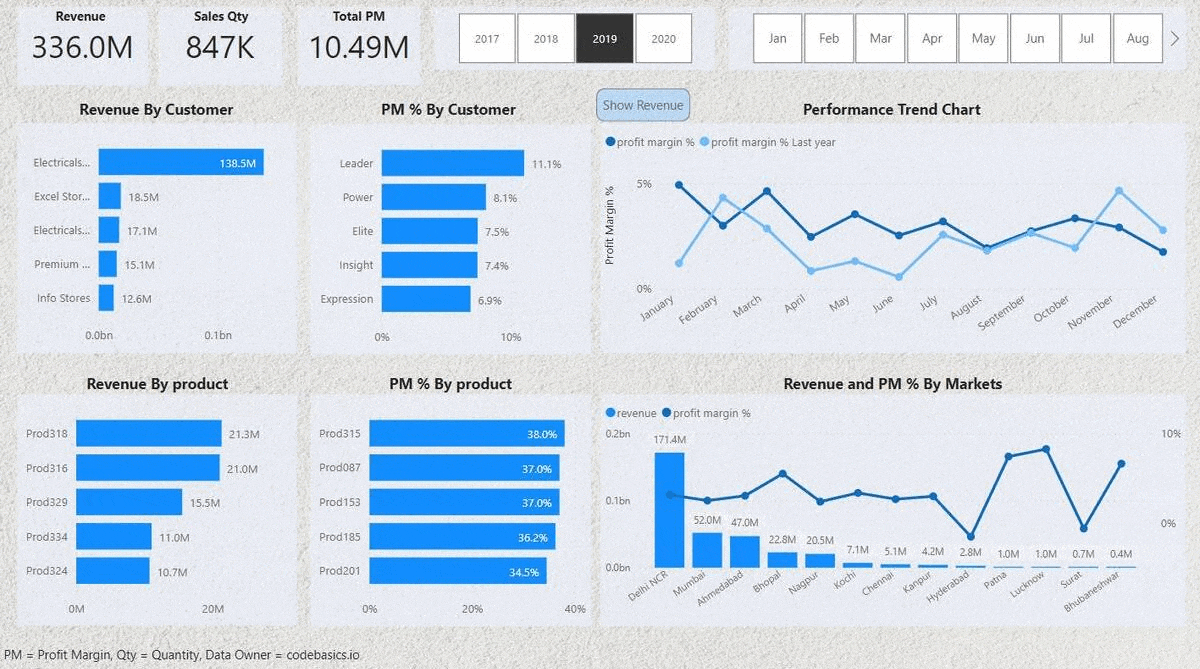 Revenue
336.0M
Sales Qty
847K
Total PM
10.49M
2017 2018 2019 2020
Jan Feb Mar Apr May Jun Jul Aug
Revenue By Customer
Electricals... 138.5M
Excel Stor... 18.5M
Electricals... 17.1M
Premium ... 15.1M
Info Stores 12.6M
0.0bn 0.1bn
PM % By Customer
Leader 11.1%
Power 8.1%
Elite 7.5%
Insight 7.4%
Expression 6.9%
0% 10%
Show Revenue
Performance Trend Chart
profit margin % profit margin % Last year
Profit Margin %
5%
0%
January February March April May June July August September October November December
Revenue By product
Prod318 21.3M
Prod316 21.0M
Prod329 15.5M
Prod334 11.0M
Prod324 10.7M
0M 20M
PM % By product
Prod315 38.0%
Prod087 37.0%
Prod153 37.0%
Prod185 36.2%
Prod201 34.5%
0% 20% 40%
Revenue and PM % By Markets
revenue profit margin %
0.2bn 10%
0.1bn 0%
0.0bn
171.4M 52.0M 47.0M 22.8M 20.5M 7.1M 5.1M 4.2M 2.8M 1.0M 1.0M 0.7M 0.4M
Delhi NCR Mumbai Ahmedabad Bhopal Nagpur Kochi Chennai Kanpur Hyderabad Patna Lucknow Surat Bhubaneshwar
PM = Profit Margin, Qty = Quantity, Data Owner = codebasics.io